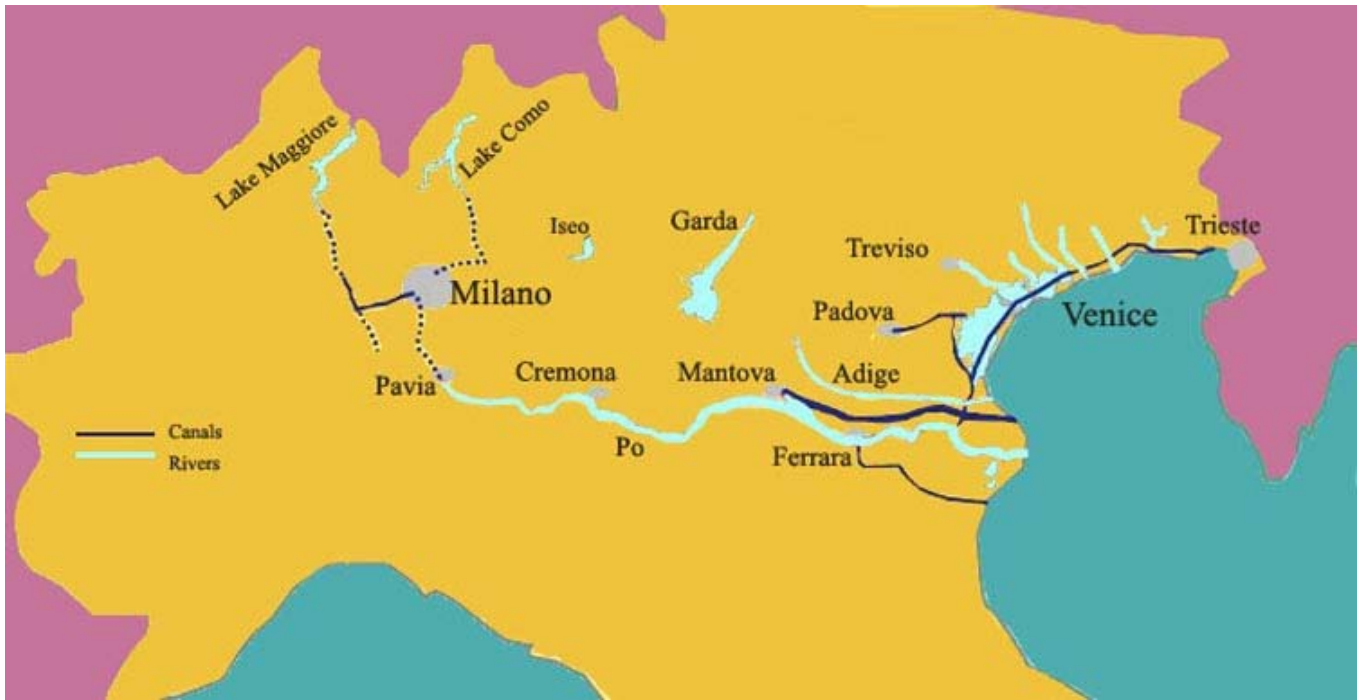 Lake Maggiore
Lake Como
Iseo
Garda
Treviso
Trieste
Milano
Padova
Venice
Pavia
Cremona
Mantova
Adige
Canals
Rivers
Po
Ferrara